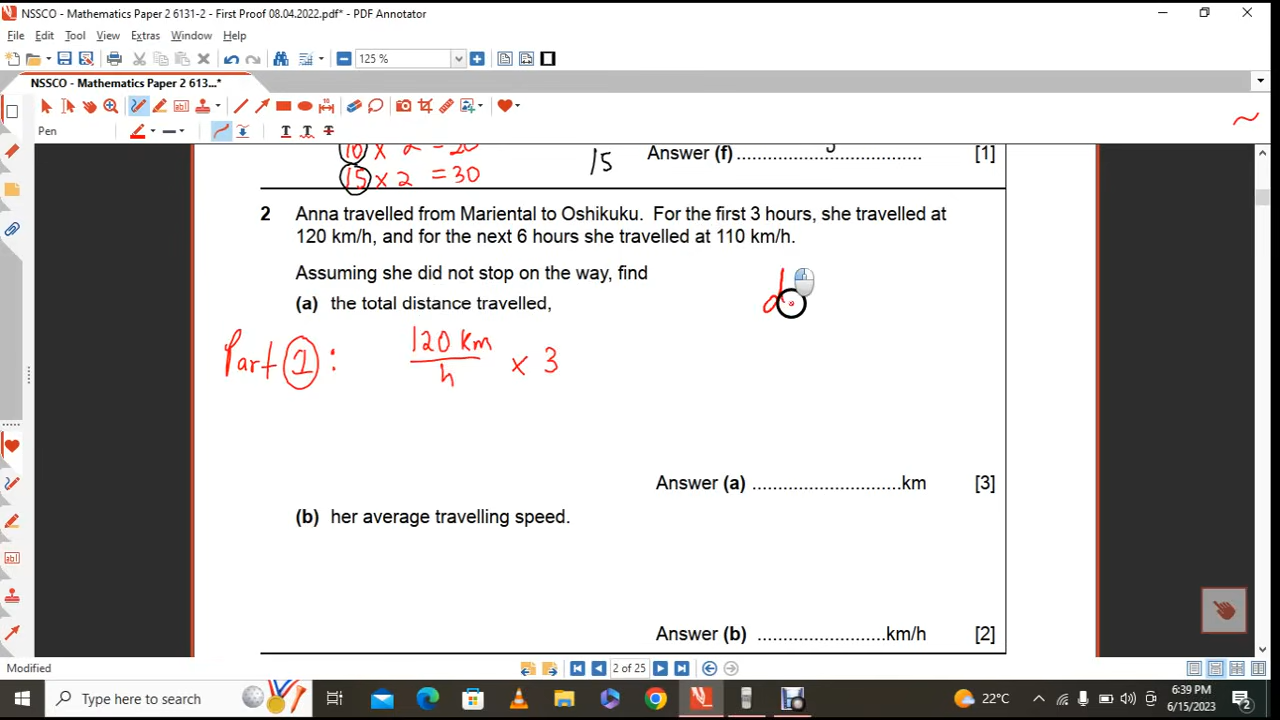 NSSCO - Mathematics Paper 2 6131-2 - First Proof 08.04.2022.pdf* - PDF Annotator
File Edit Tool View Extras Window Help
125 %
NSSCO - Mathematics Paper 2 613...*
Pen
10 x 2 = 20
15 x 2 = 30
15
Answer (f) ................................ [1]
2 Anna travelled from Mariental to Oshikuku. For the first 3 hours, she travelled at
120 km/h, and for the next 6 hours she travelled at 110 km/h.
Assuming she did not stop on the way, find
(a) the total distance travelled,
d
Part 1: 120 km / h x 3
Answer (a) .............................km [3]
(b) her average travelling speed.
Answer (b) .........................km/h [2]
Modified
2 of 25
Type here to search
22°C
6:39 PM
6/15/2023
2